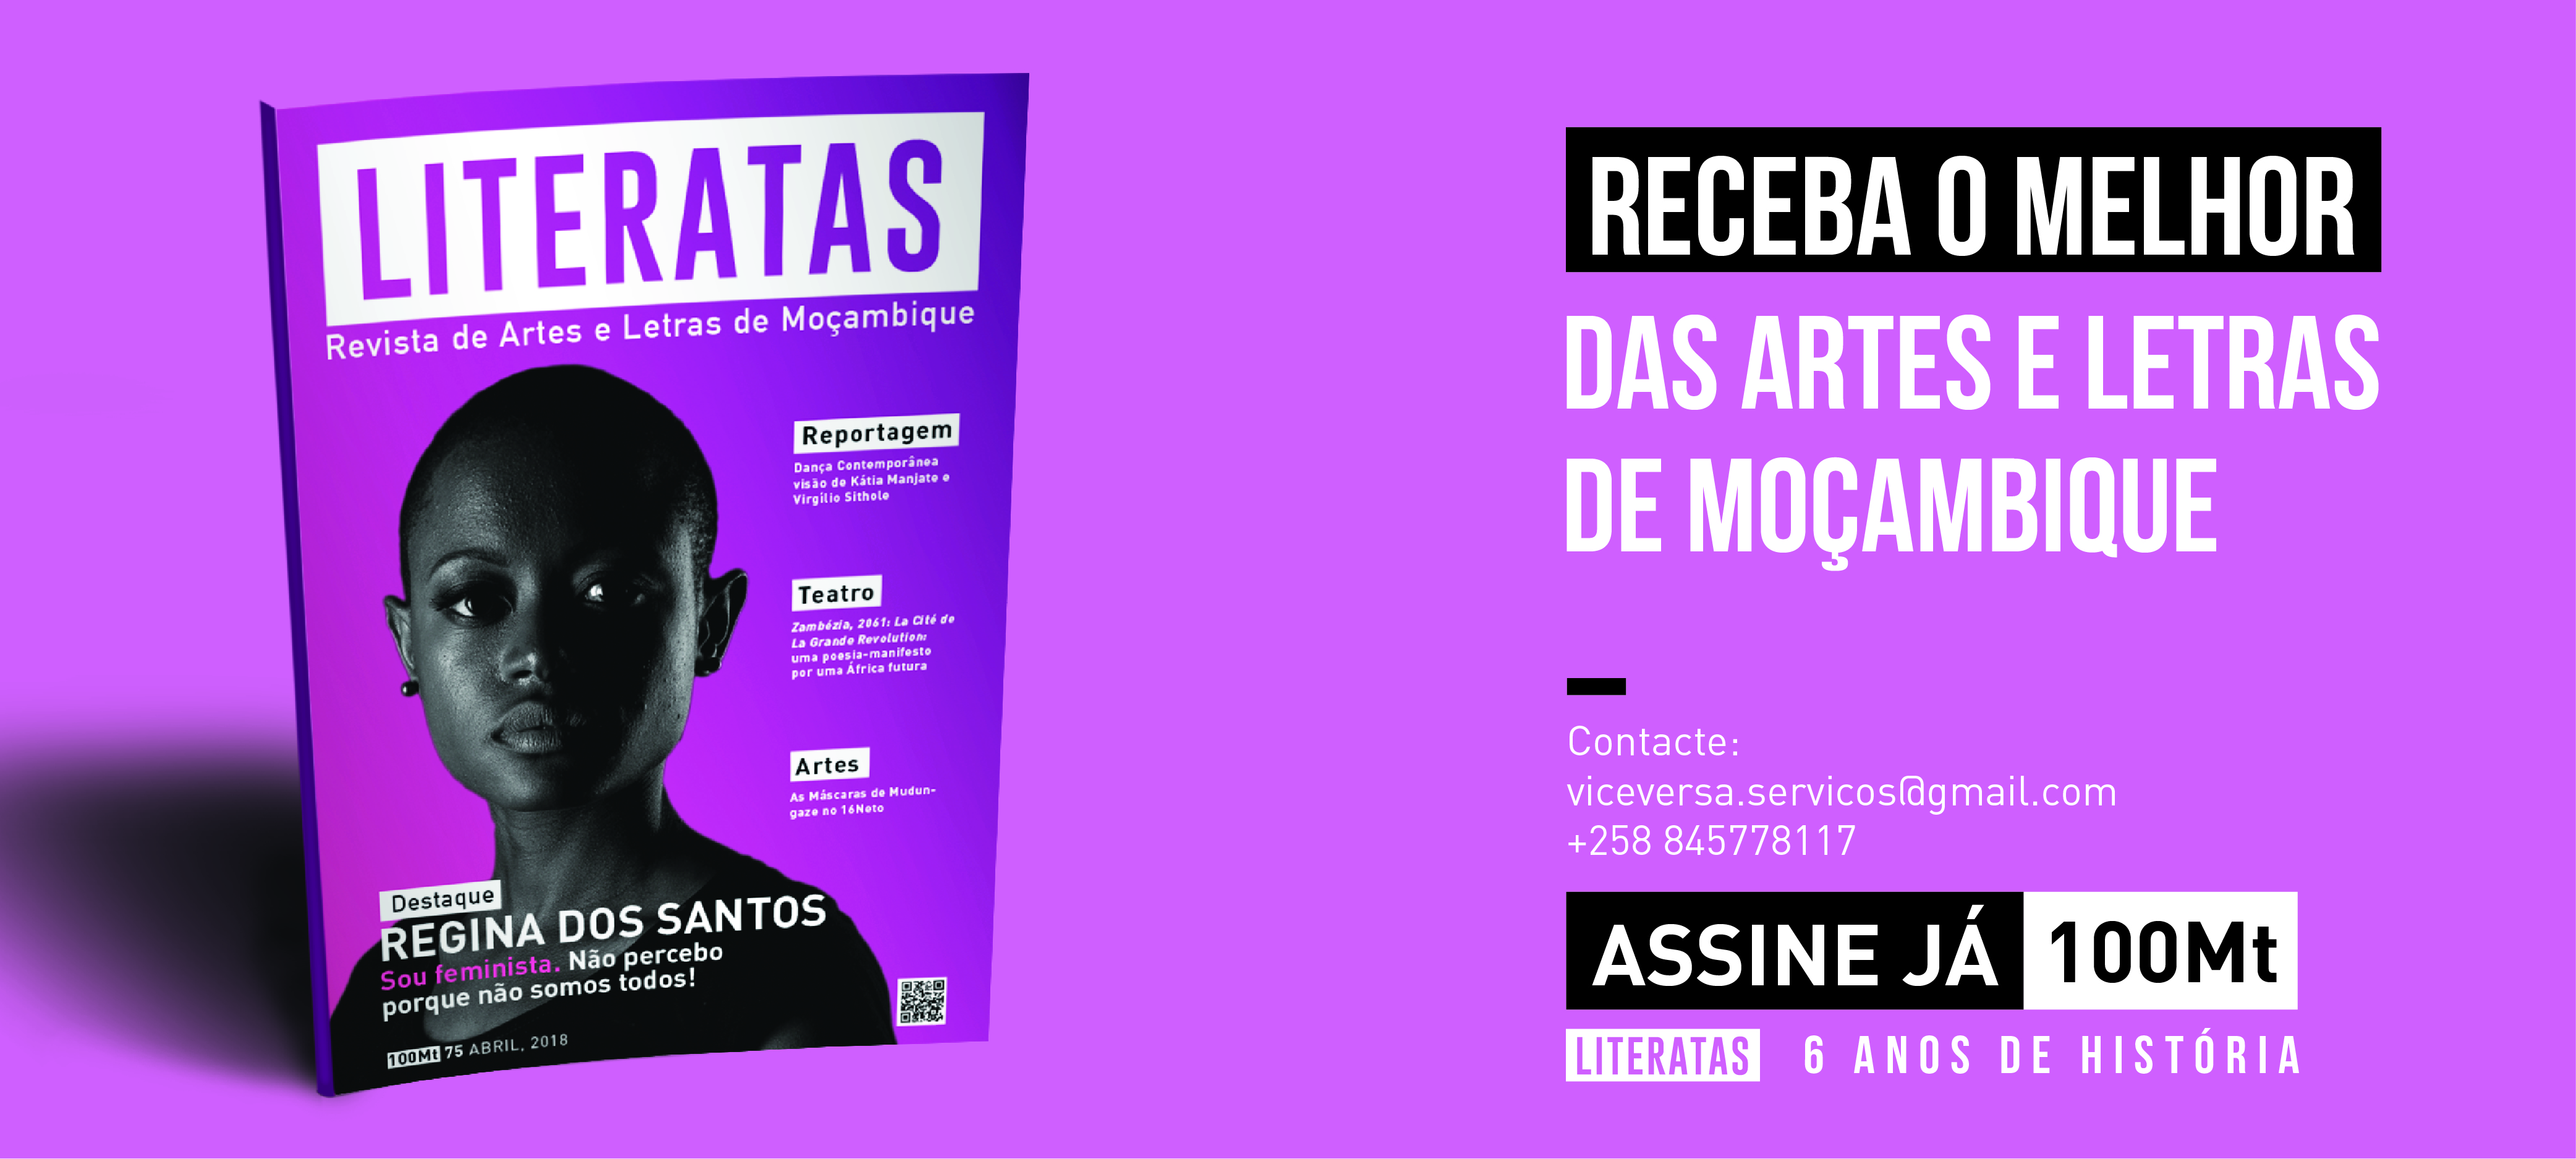 LITERATAS
Revista de Artes e Letras de Moçambique
Reportagem
Dança Contemporânea
visão de Kátia Manjate e
Virgílio Sithole
Teatro
Zambézia, 2061: La Cité de
La Grande Revolution:
uma poesia-manifesto
por uma África futura
Artes
As Máscaras de Mudun-
gaze no 16Neto
Destaque
REGINA DOS SANTOS
Sou feminista. Não percebo
porque não somos todos!
100Mt 75 ABRIL, 2018
RECEBA O MELHOR
DAS ARTES E LETRAS
DE MOÇAMBIQUE
Contacte:
viceversa.servicos@gmail.com
+258 845778117
ASSINE JÁ 100Mt
LITERATAS 6 ANOS DE HISTÓRIA